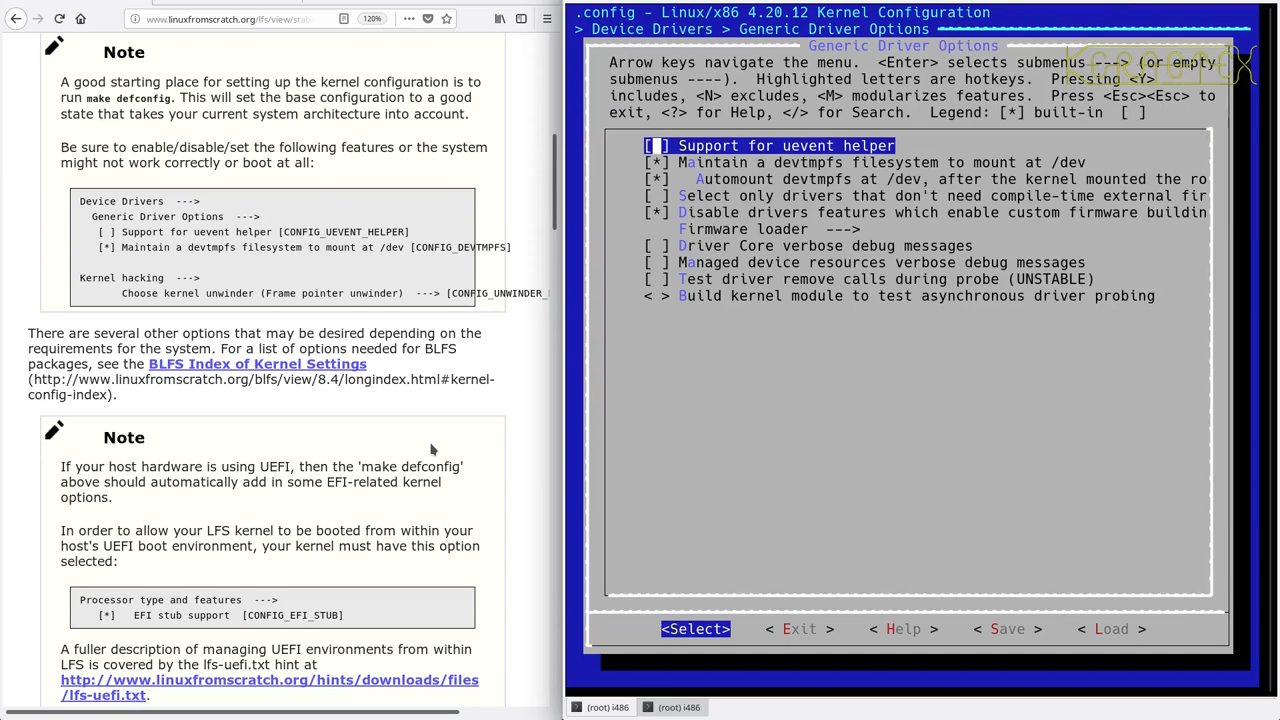 www.linuxfromscratch.org/lfs/view/stab
120%
Note
A good starting place for setting up the kernel configuration is to
run make defconfig. This will set the base configuration to a good
state that takes your current system architecture into account.
Be sure to enable/disable/set the following features or the system
might not work correctly or boot at all:
Device Drivers --->
Generic Driver Options --->
[ ] Support for uevent helper [CONFIG_UEVENT_HELPER]
[*] Maintain a devtmpfs filesystem to mount at /dev [CONFIG_DEVTMPFS]
Kernel hacking --->
Choose kernel unwinder (Frame pointer unwinder) ---> [CONFIG_UNWINDER_
There are several other options that may be desired depending on the
requirements for the system. For a list of options needed for BLFS
packages, see the BLFS Index of Kernel Settings
(http://www.linuxfromscratch.org/blfs/view/8.4/longindex.html#kernel-
config-index).
Note
If your host hardware is using UEFI, then the 'make defconfig'
above should automatically add in some EFI-related kernel
options.
In order to allow your LFS kernel to be booted from within your
host's UEFI boot environment, your kernel must have this option
selected:
Processor type and features --->
[*] EFI stub support [CONFIG_EFI_STUB]
A fuller description of managing UEFI environments from within
LFS is covered by the lfs-uefi.txt hint at
http://www.linuxfromscratch.org/hints/downloads/files
/lfs-uefi.txt.
.config - Linux/x86 4.20.12 Kernel Configuration
> Device Drivers > Generic Driver Options
Generic Driver Options
Arrow keys navigate the menu. <Enter> selects submenus ---> (or empty
submenus ----). Highlighted letters are hotkeys. Pressing <Y>
includes, <N> excludes, <M> modularizes features. Press <Esc><Esc> to
exit, <?> for Help, </> for Search. Legend: [*] built-in [ ]
[ ] Support for uevent helper
[*] Maintain a devtmpfs filesystem to mount at /dev
[*] Automount devtmpfs at /dev, after the kernel mounted the ro
[ ] Select only drivers that don't need compile-time external fir
[*] Disable drivers features which enable custom firmware buildin
Firmware loader --->
[ ] Driver Core verbose debug messages
[ ] Managed device resources verbose debug messages
[ ] Test driver remove calls during probe (UNSTABLE)
< > Build kernel module to test asynchronous driver probing
<Select> < Exit > < Help > < Save > < Load >
(root) i486
(root) i486